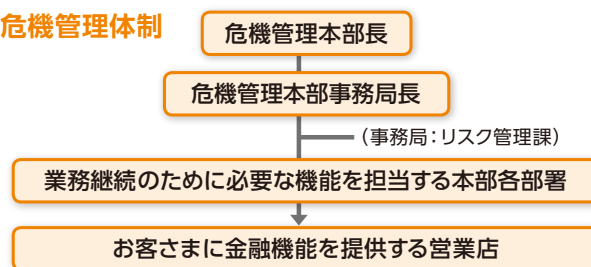 危機管理体制
危機管理本部長
危機管理本部事務局長
（事務局：リスク管理課）
業務継続のために必要な機能を担当する本部各部署
お客さまに金融機能を提供する営業店